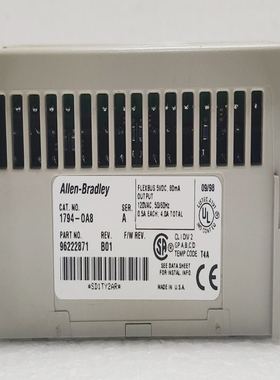 Allen-Bradley
CAT. NO. SER.
1794-OA8 A
PART NO. F/W REV.
96222871 B01
*SD1TY2AR*
FLEXBUS 5VDC, 80mA
OUTPUT
120VAC, 50/60Hz
0.5A EACH: 4.0A TOTAL
09/98
CL I DIV 2
GP A,B,C,D
TEMP CODE T4A
SEE DATA SHEET
FOR INSTAL. INFO.
MADE IN U.S.A.